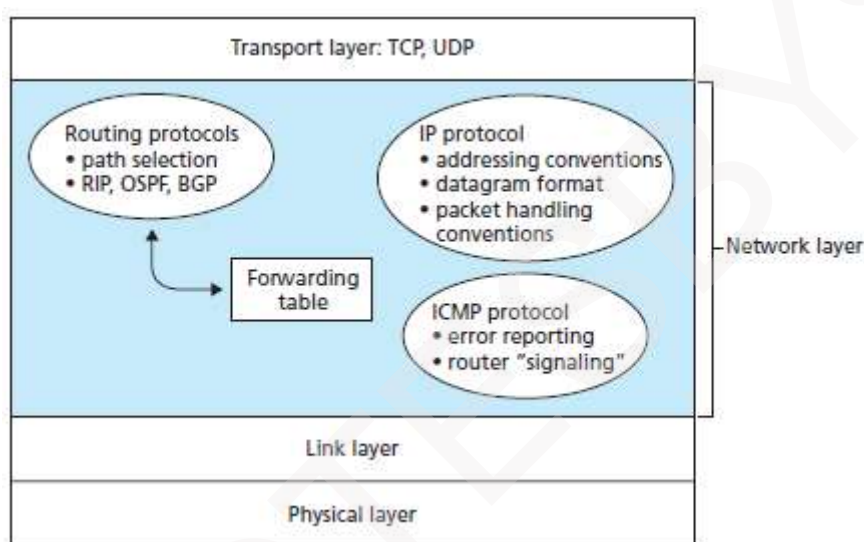 Transport layer: TCP, UDP
Routing protocols
• path selection
• RIP, OSPF, BGP
IP protocol
• addressing conventions
• datagram format
• packet handling
conventions
Network layer
Forwarding
table
ICMP protocol
• error reporting
• router "signaling"
Link layer
Physical layer